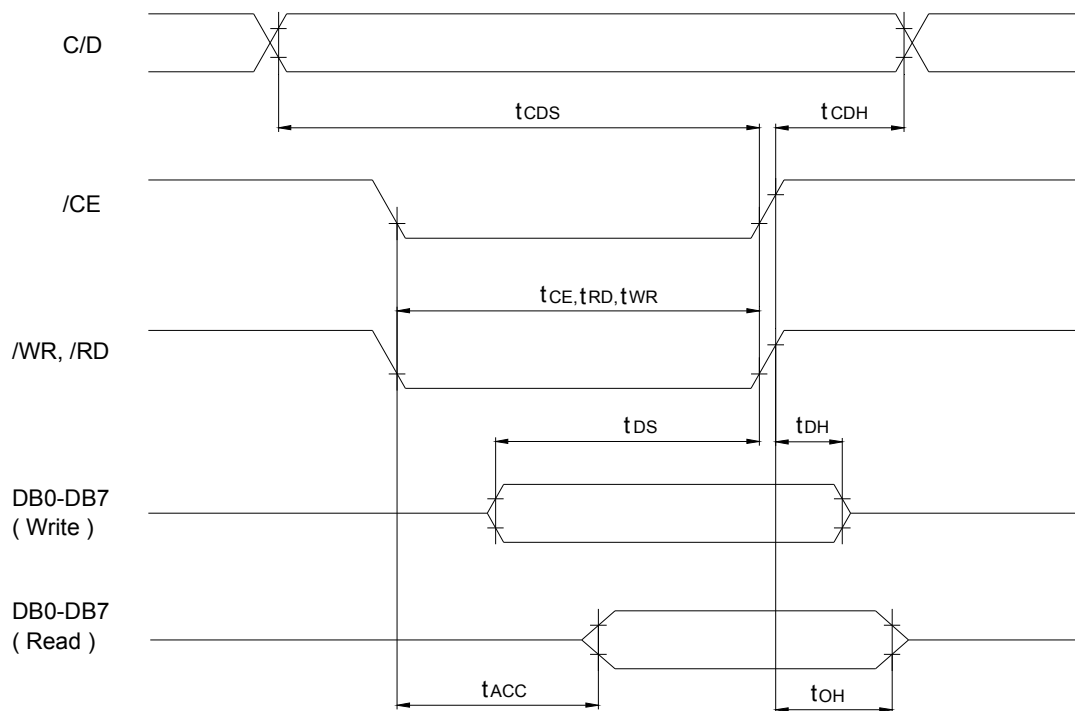 C/D
tCDS
tCDH
/CE
tCE,tRD,tWR
/WR, /RD
tDS
tDH
DB0-DB7
( Write )
DB0-DB7
( Read )
tACC
tOH